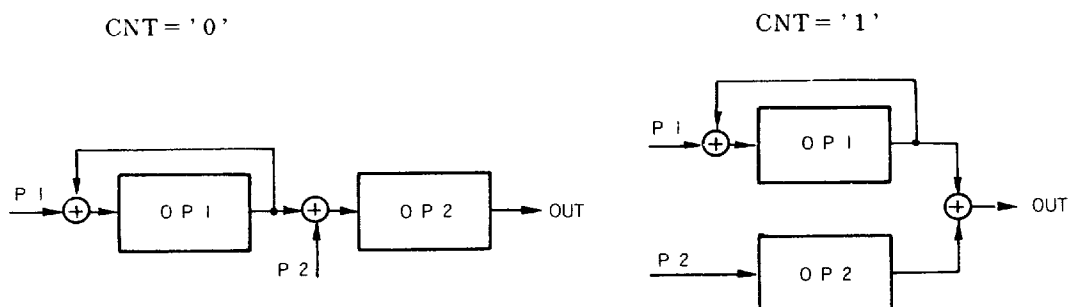 CNT = '0'
P1
OP1
P2
OP2
OUT
CNT = '1'
P1
OP1
P2
OP2
OUT